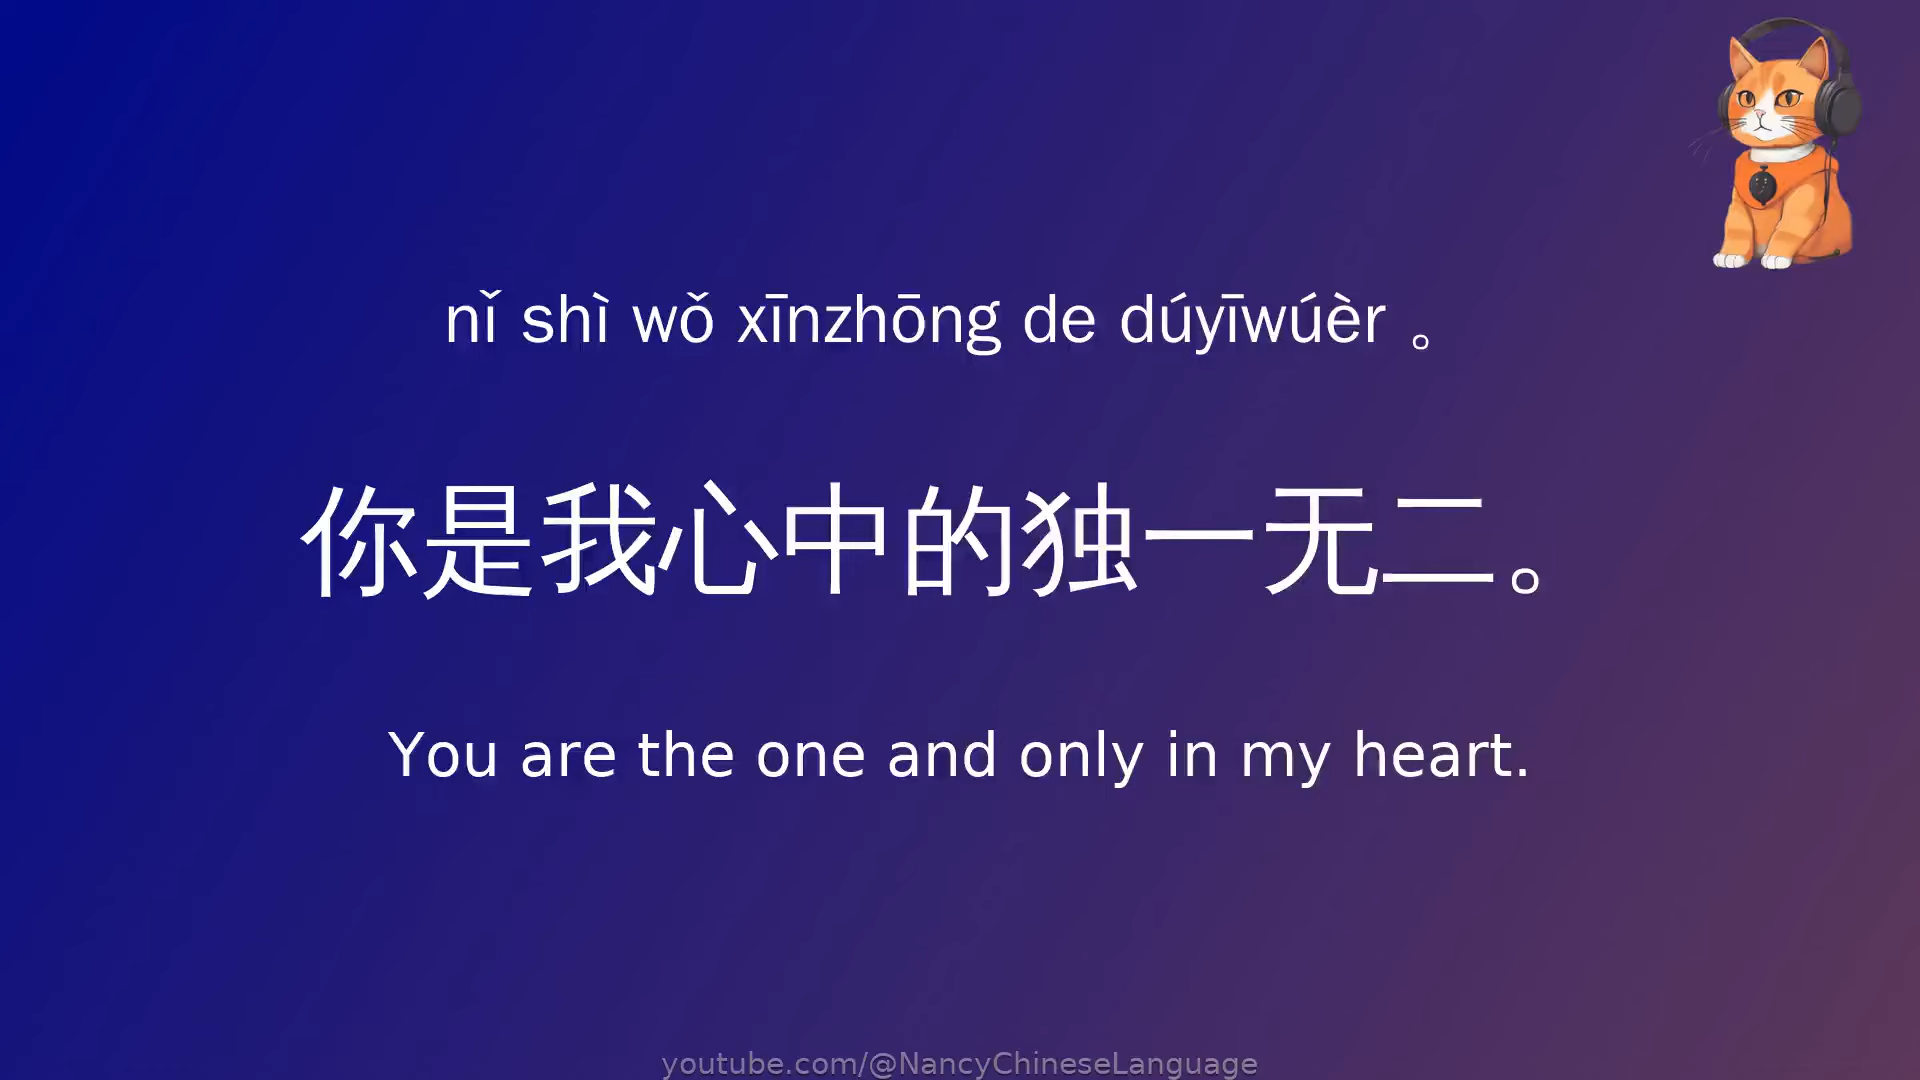 nǐ shì wǒ xīnzhōng de dúyīwúèr 。
你是我心中的独一无二。
You are the one and only in my heart.
youtube.com/@NancyChineseLanguage